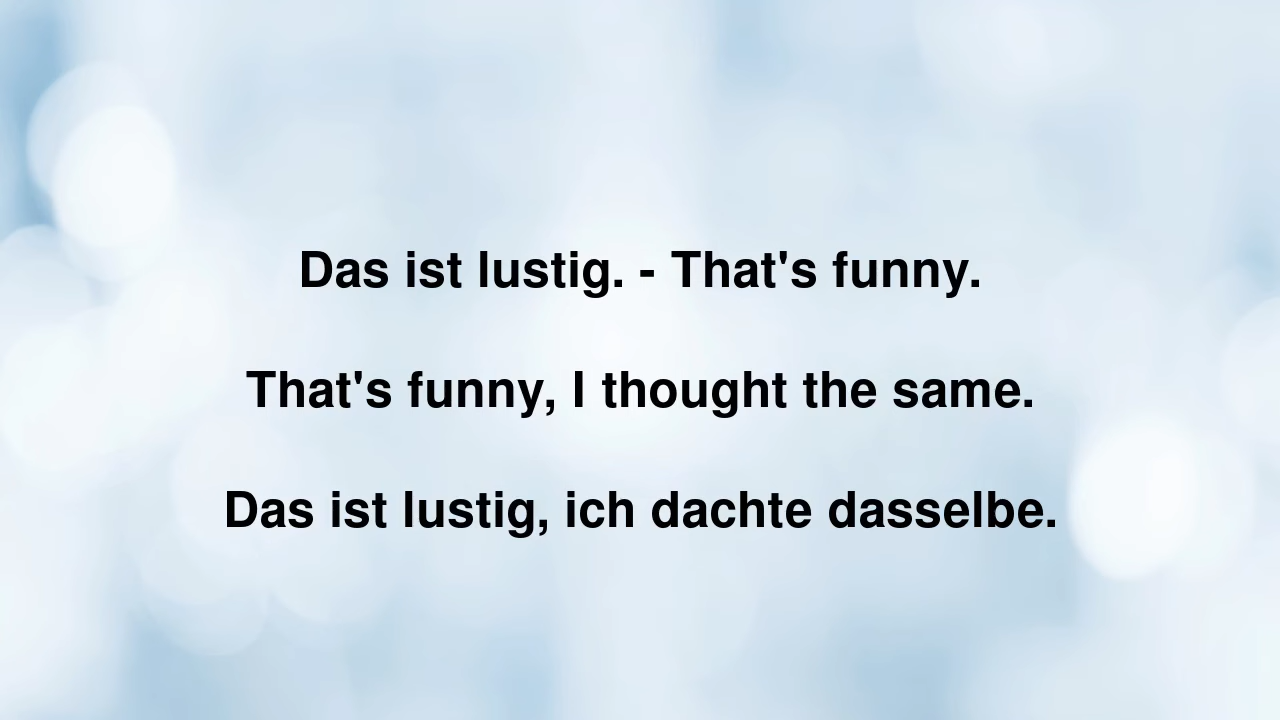 Das ist lustig. - That's funny.
That's funny, I thought the same.
Das ist lustig, ich dachte dasselbe.